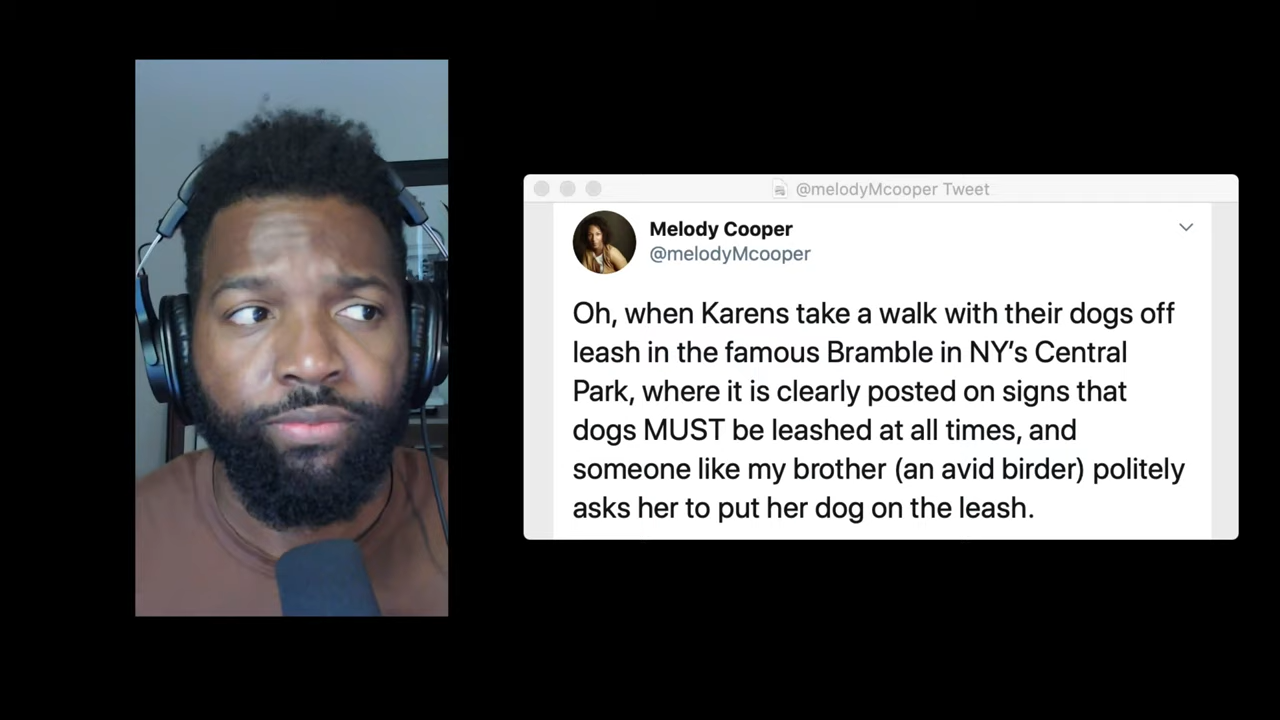 @melodyMcooper Tweet
Melody Cooper
@melodyMcooper
Oh, when Karens take a walk with their dogs off
leash in the famous Bramble in NY’s Central
Park, where it is clearly posted on signs that
dogs MUST be leashed at all times, and
someone like my brother (an avid birder) politely
asks her to put her dog on the leash.